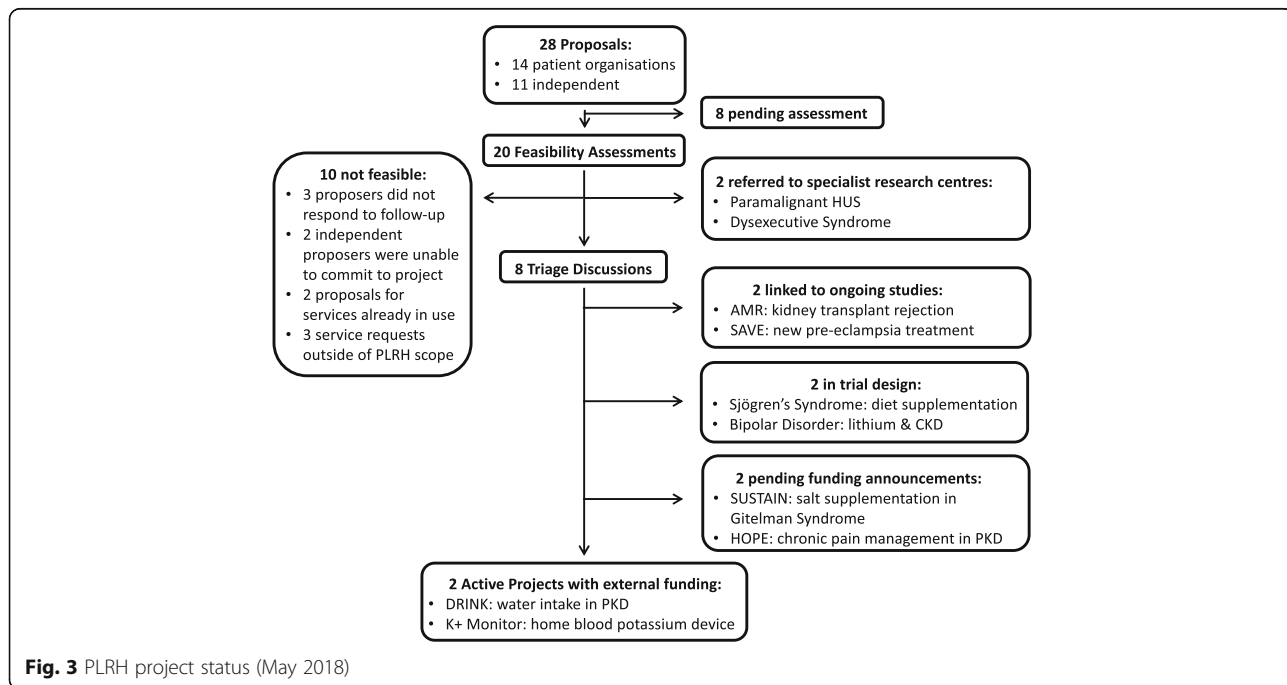 28 Proposals:
• 14 patient organisations
• 11 independent
8 pending assessment
20 Feasibility Assessments
10 not feasible:
• 3 proposers did not
respond to follow-up
• 2 independent
proposers were unable
to commit to project
• 2 proposals for
services already in use
• 3 service requests
outside of PLRH scope
2 referred to specialist research centres:
• Paramalignant HUS
• Dysexecutive Syndrome
8 Triage Discussions
2 linked to ongoing studies:
• AMR: kidney transplant rejection
• SAVE: new pre-eclampsia treatment
2 in trial design:
• Sjögren's Syndrome: diet supplementation
• Bipolar Disorder: lithium & CKD
2 pending funding announcements:
• SUSTAIN: salt supplementation in
Gitelman Syndrome
• HOPE: chronic pain management in PKD
2 Active Projects with external funding:
• DRINK: water intake in PKD
• K+ Monitor: home blood potassium device
Fig. 3 PLRH project status (May 2018)